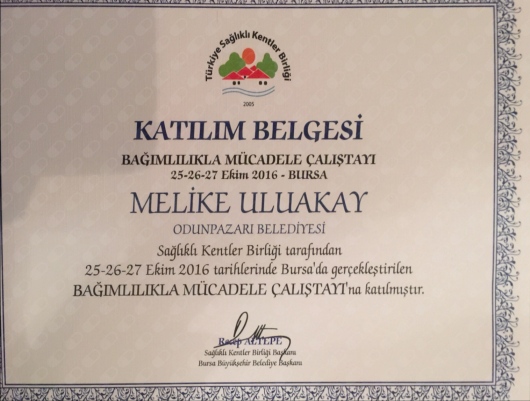 Türkiye Sağlıklı Kentler Birliği
2005
KATILIM BELGESİ
BAĞIMLILIKLA MÜCADELE ÇALIŞTAYI
25-26-27 Ekim 2016 - BURSA
MELİKE ULUAKAY
ODUNPAZARI BELEDİYESİ
Sağlıklı Kentler Birliği tarafından
25-26-27 Ekim 2016 tarihlerinde Bursa'da gerçekleştirilen
BAĞIMLILIKLA MÜCADELE ÇALIŞTAYI'na katılmıştır.
Recep ALTEPE
Sağlıklı Kentler Birliği Başkanı
Bursa Büyükşehir Belediye Başkanı